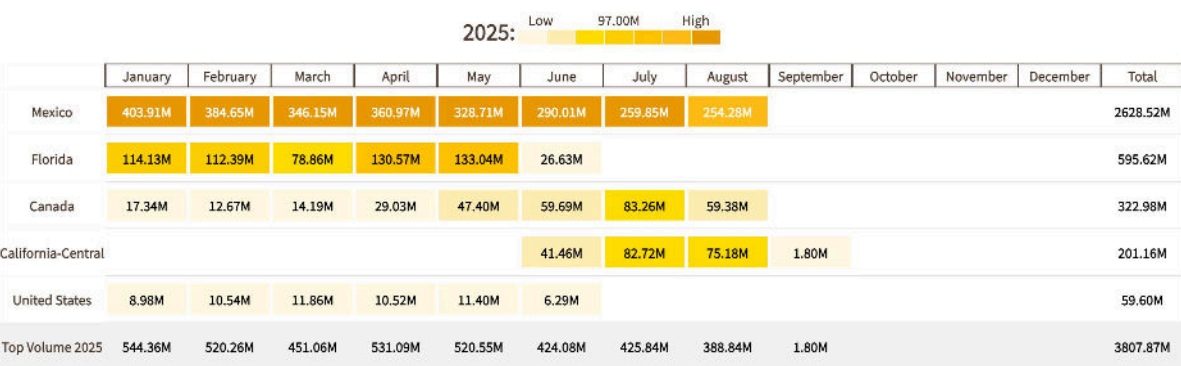 2025: Low 97.00M High
January February March April May June July August September October November December Total
Mexico 403.91M 384.65M 346.15M 360.97M 328.71M 290.01M 259.85M 254.28M 2628.52M
Florida 114.13M 112.39M 78.86M 130.57M 133.04M 26.63M 595.62M
Canada 17.34M 12.67M 14.19M 29.03M 47.40M 59.69M 83.26M 59.38M 322.98M
California-Central 41.46M 82.72M 75.18M 1.80M 201.16M
United States 8.98M 10.54M 11.86M 10.52M 11.40M 6.29M 59.60M
Top Volume 2025 544.36M 520.26M 451.06M 531.09M 520.55M 424.08M 425.84M 388.84M 1.80M 3807.87M